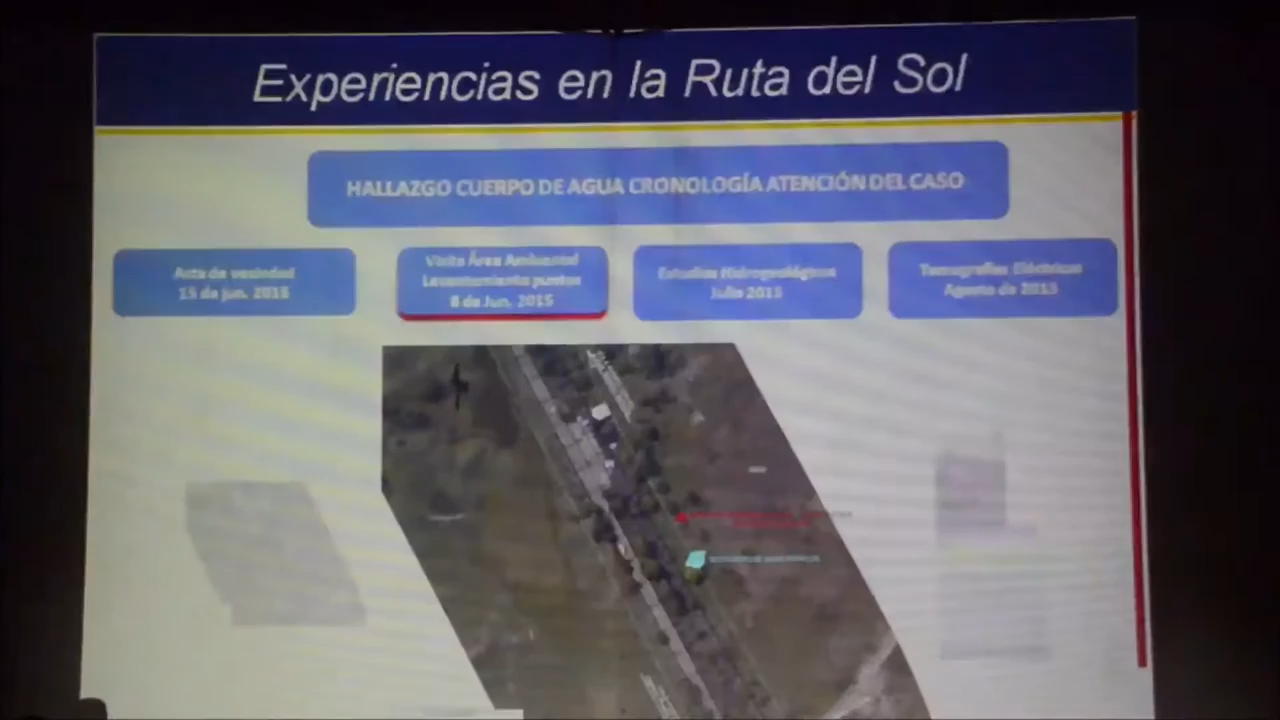 Experiencias en la Ruta del Sol
HALLAZGO CUERPO DE AGUA CRONOLOGÍA ATENCIÓN DEL CASO
Acta de vecindad
15 de jun. 2015
Visita Área Ambiental
Levantamiento puntos
8 de Jun. 2015
Estudios Hidrogeológicos
Julio 2015
Tomografías Eléctricas
Agosto de 2015